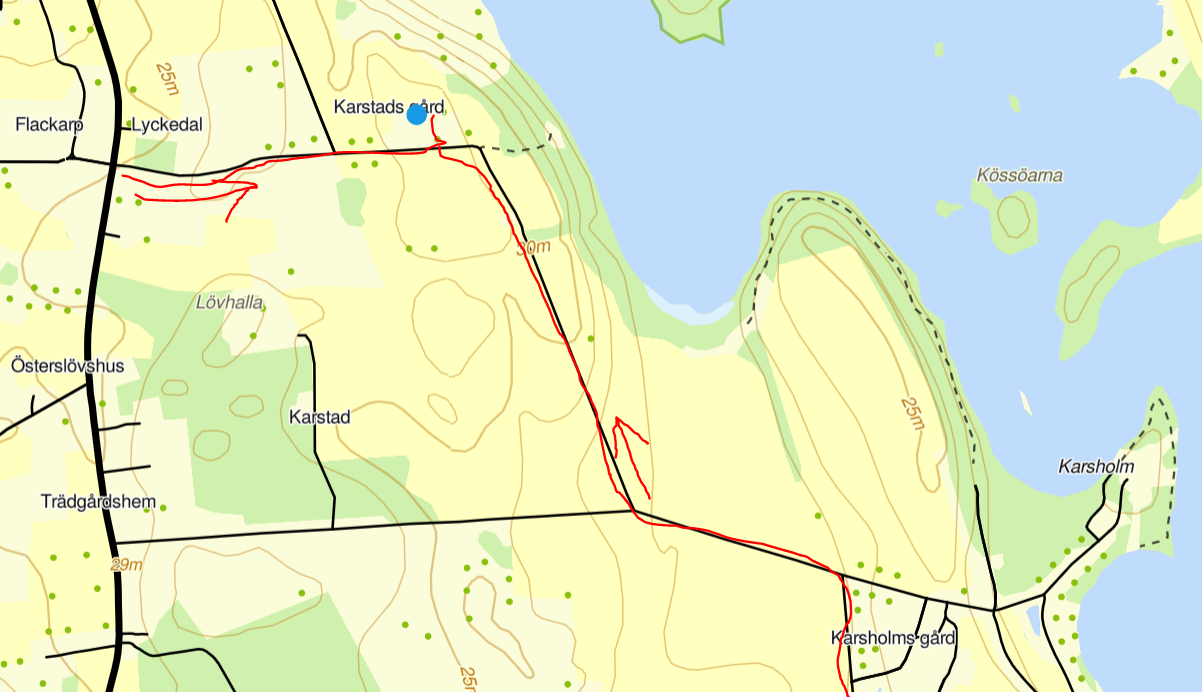 25m
Karstads gård
Flackarp
Lyckedal
Kössöarna
30m
Lövhalla
Österslövshus
25m
Karstad
Karsholm
Trädgårdshem
29m
Karsholms gård
25m